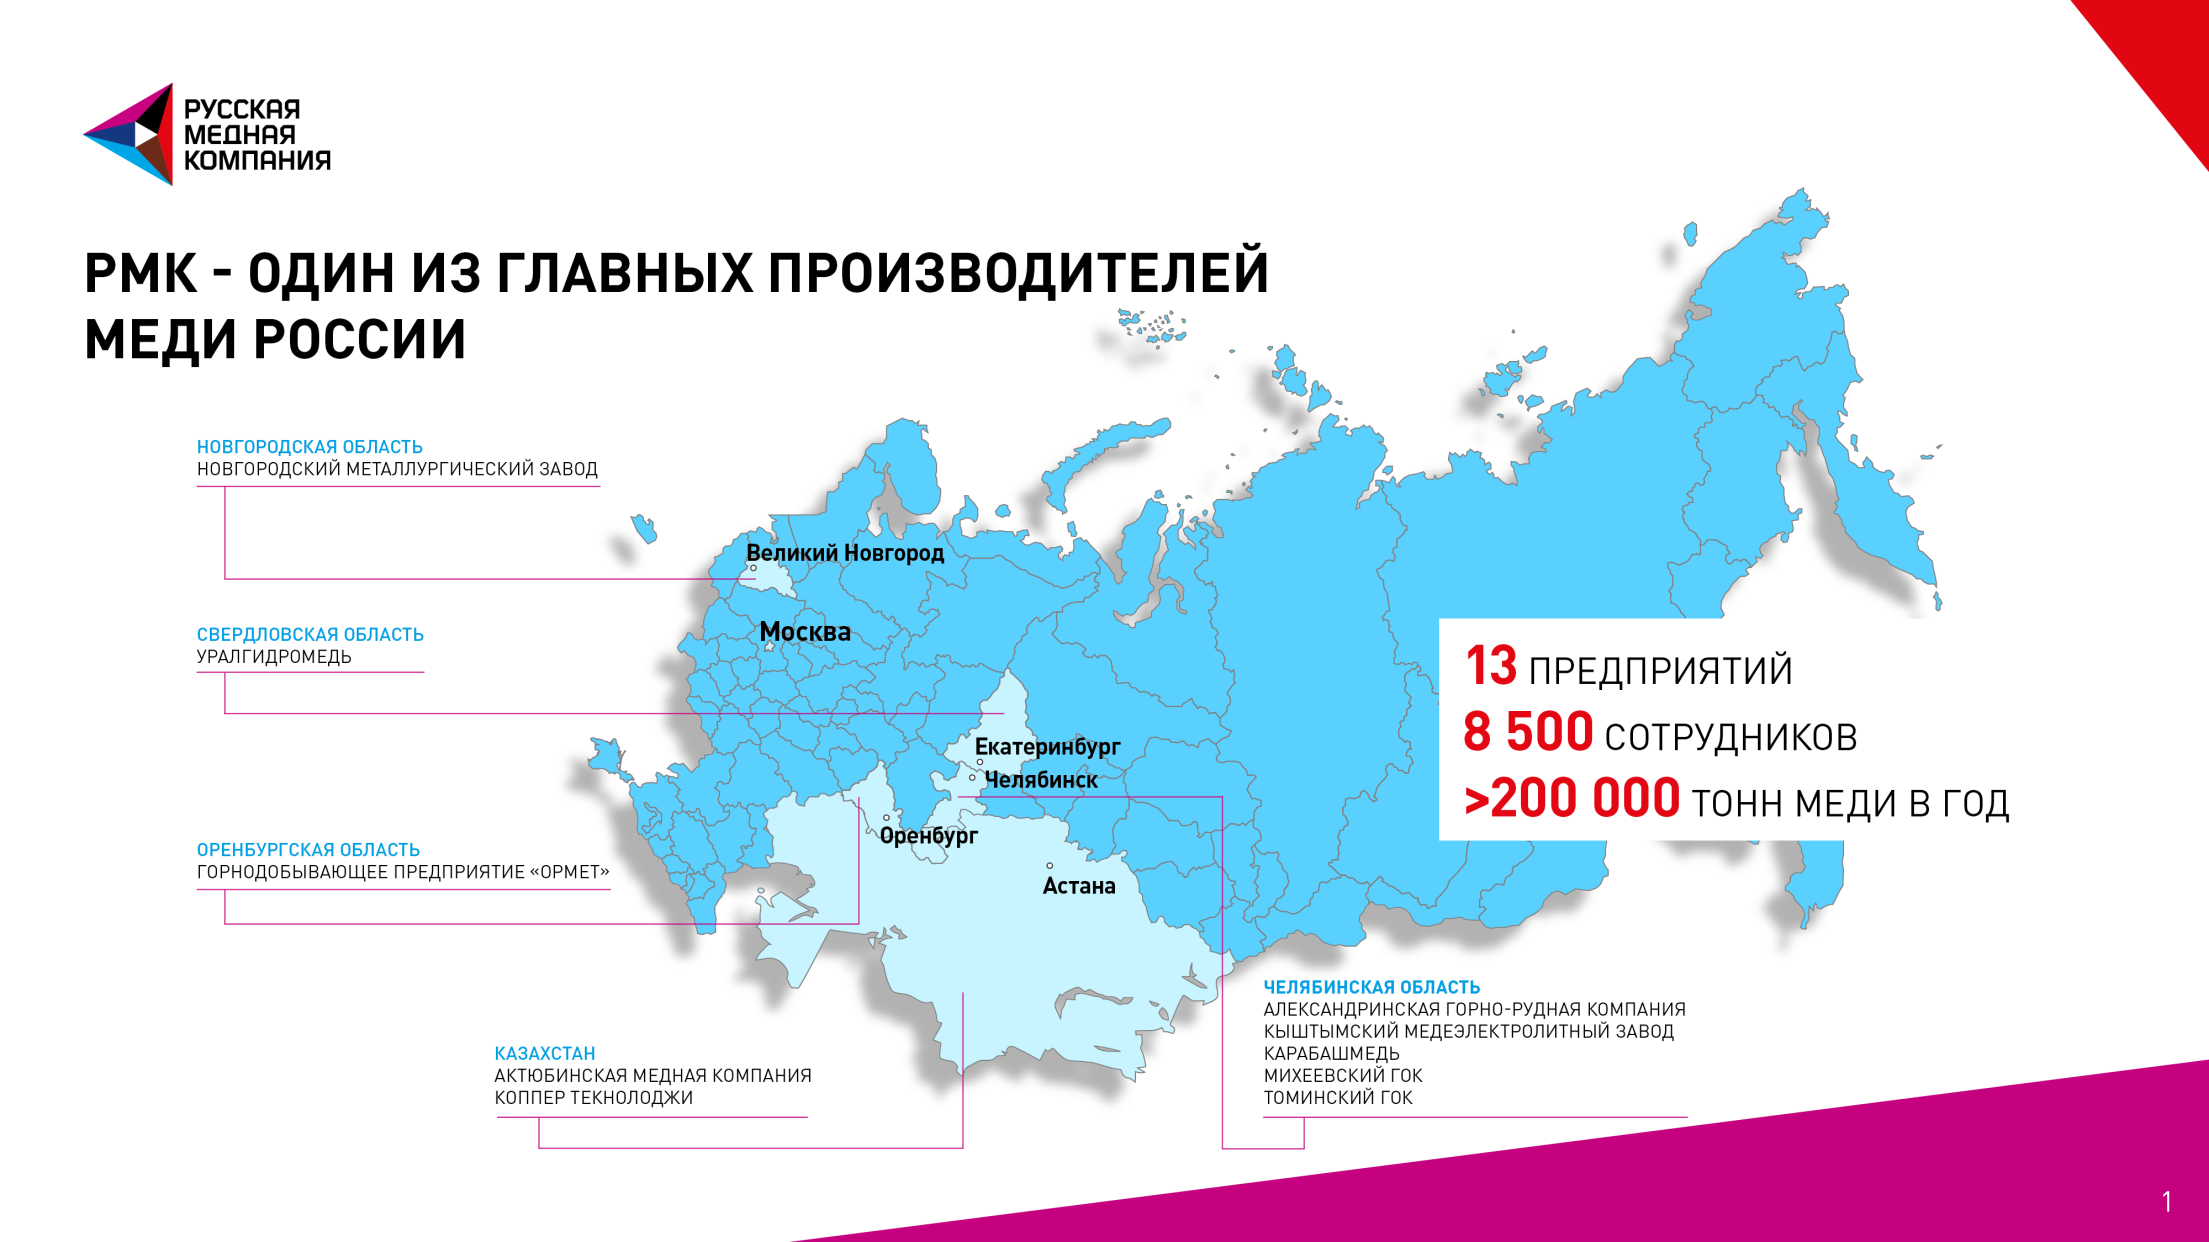 РУССКАЯ
МЕДНАЯ
КОМПАНИЯ
РМК - ОДИН ИЗ ГЛАВНЫХ ПРОИЗВОДИТЕЛЕЙ
МЕДИ РОССИИ
НОВГОРОДСКАЯ ОБЛАСТЬ
НОВГОРОДСКИЙ МЕТАЛЛУРГИЧЕСКИЙ ЗАВОД
Великий Новгород
СВЕРДЛОВСКАЯ ОБЛАСТЬ
УРАЛГИДРОМЕДЬ
Москва
13 ПРЕДПРИЯТИЙ
8 500 СОТРУДНИКОВ
>200 000 ТОНН МЕДИ В ГОД
Екатеринбург
Челябинск
Оренбург
Астана
ОРЕНБУРГСКАЯ ОБЛАСТЬ
ГОРНОДОБЫВАЮЩЕЕ ПРЕДПРИЯТИЕ «ОРМЕТ»
КАЗАХСТАН
АКТЮБИНСКАЯ МЕДНАЯ КОМПАНИЯ
КОППЕР ТЕКНОЛОДЖИ
ЧЕЛЯБИНСКАЯ ОБЛАСТЬ
АЛЕКСАНДРИНСКАЯ ГОРНО-РУДНАЯ КОМПАНИЯ
КЫШТЫМСКИЙ МЕДЕЭЛЕКТРОЛИТНЫЙ ЗАВОД
КАРАБАШМЕДЬ
МИХЕЕВСКИЙ ГОК
ТОМИНСКИЙ ГОК
1